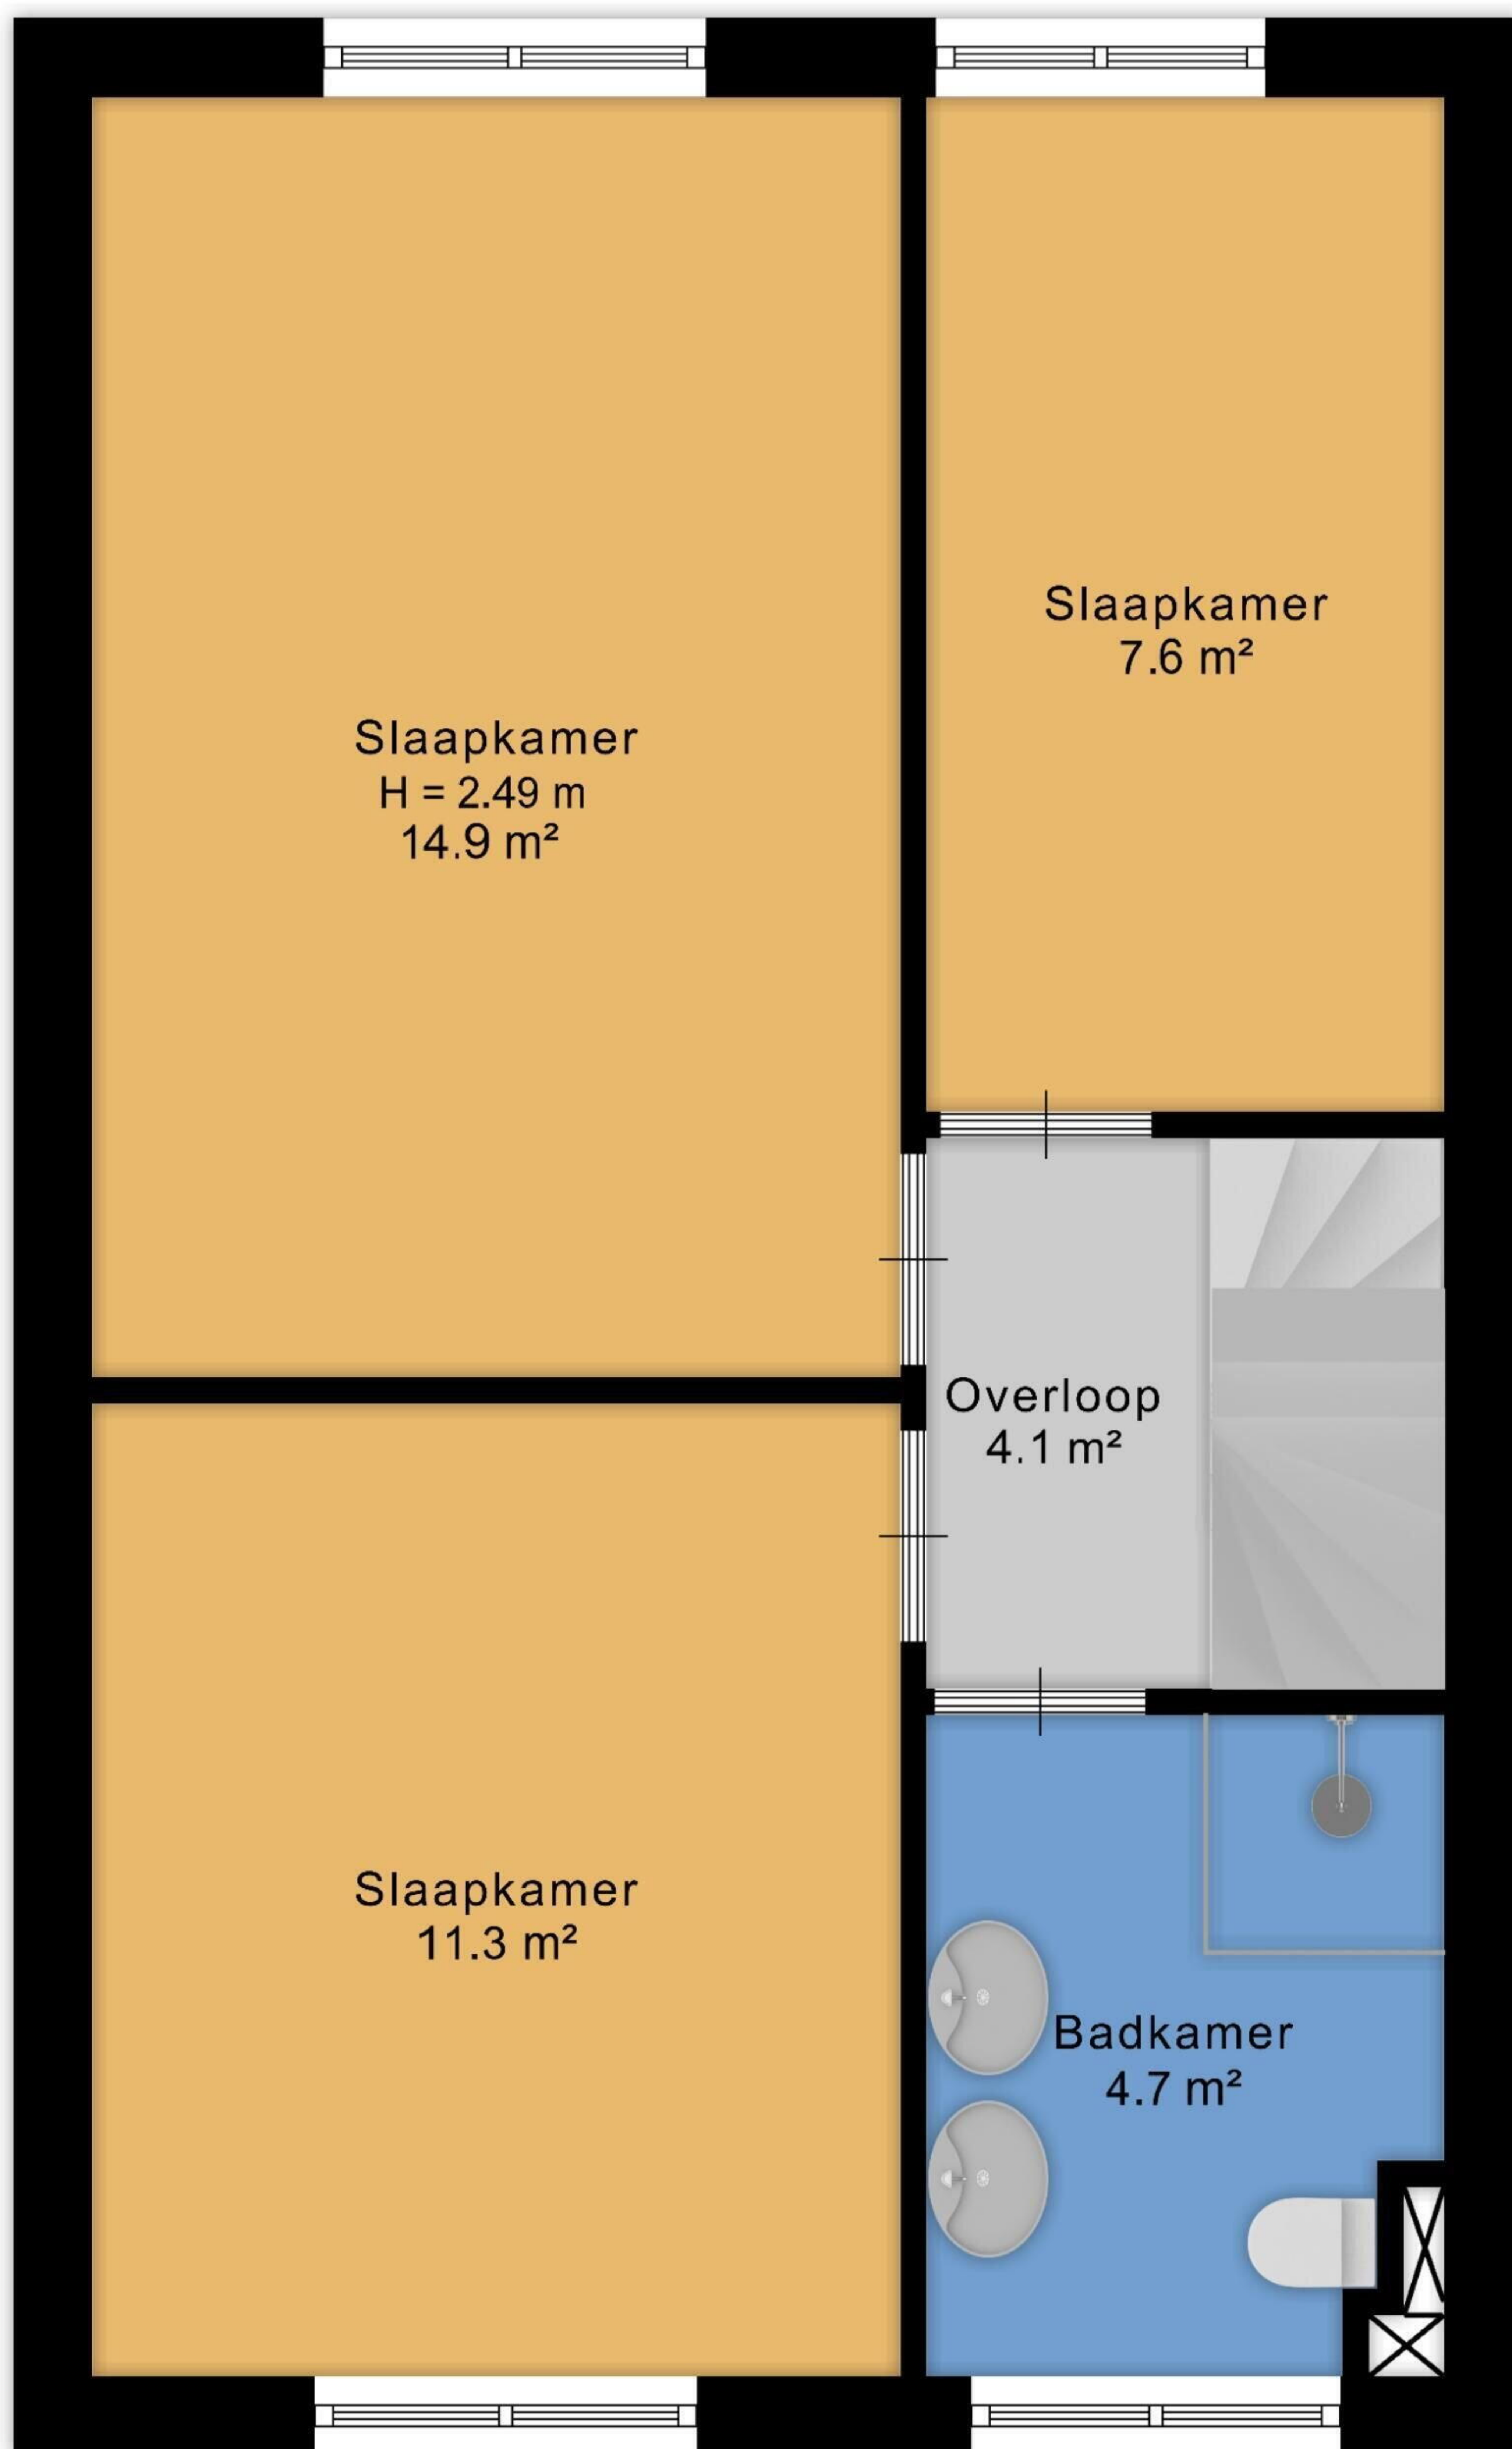 Slaapkamer
7.6 m²
Slaapkamer
H = 2.49 m
14.9 m²
Overloop
4.1 m²
Slaapkamer
11.3 m²
Badkamer
4.7 m²